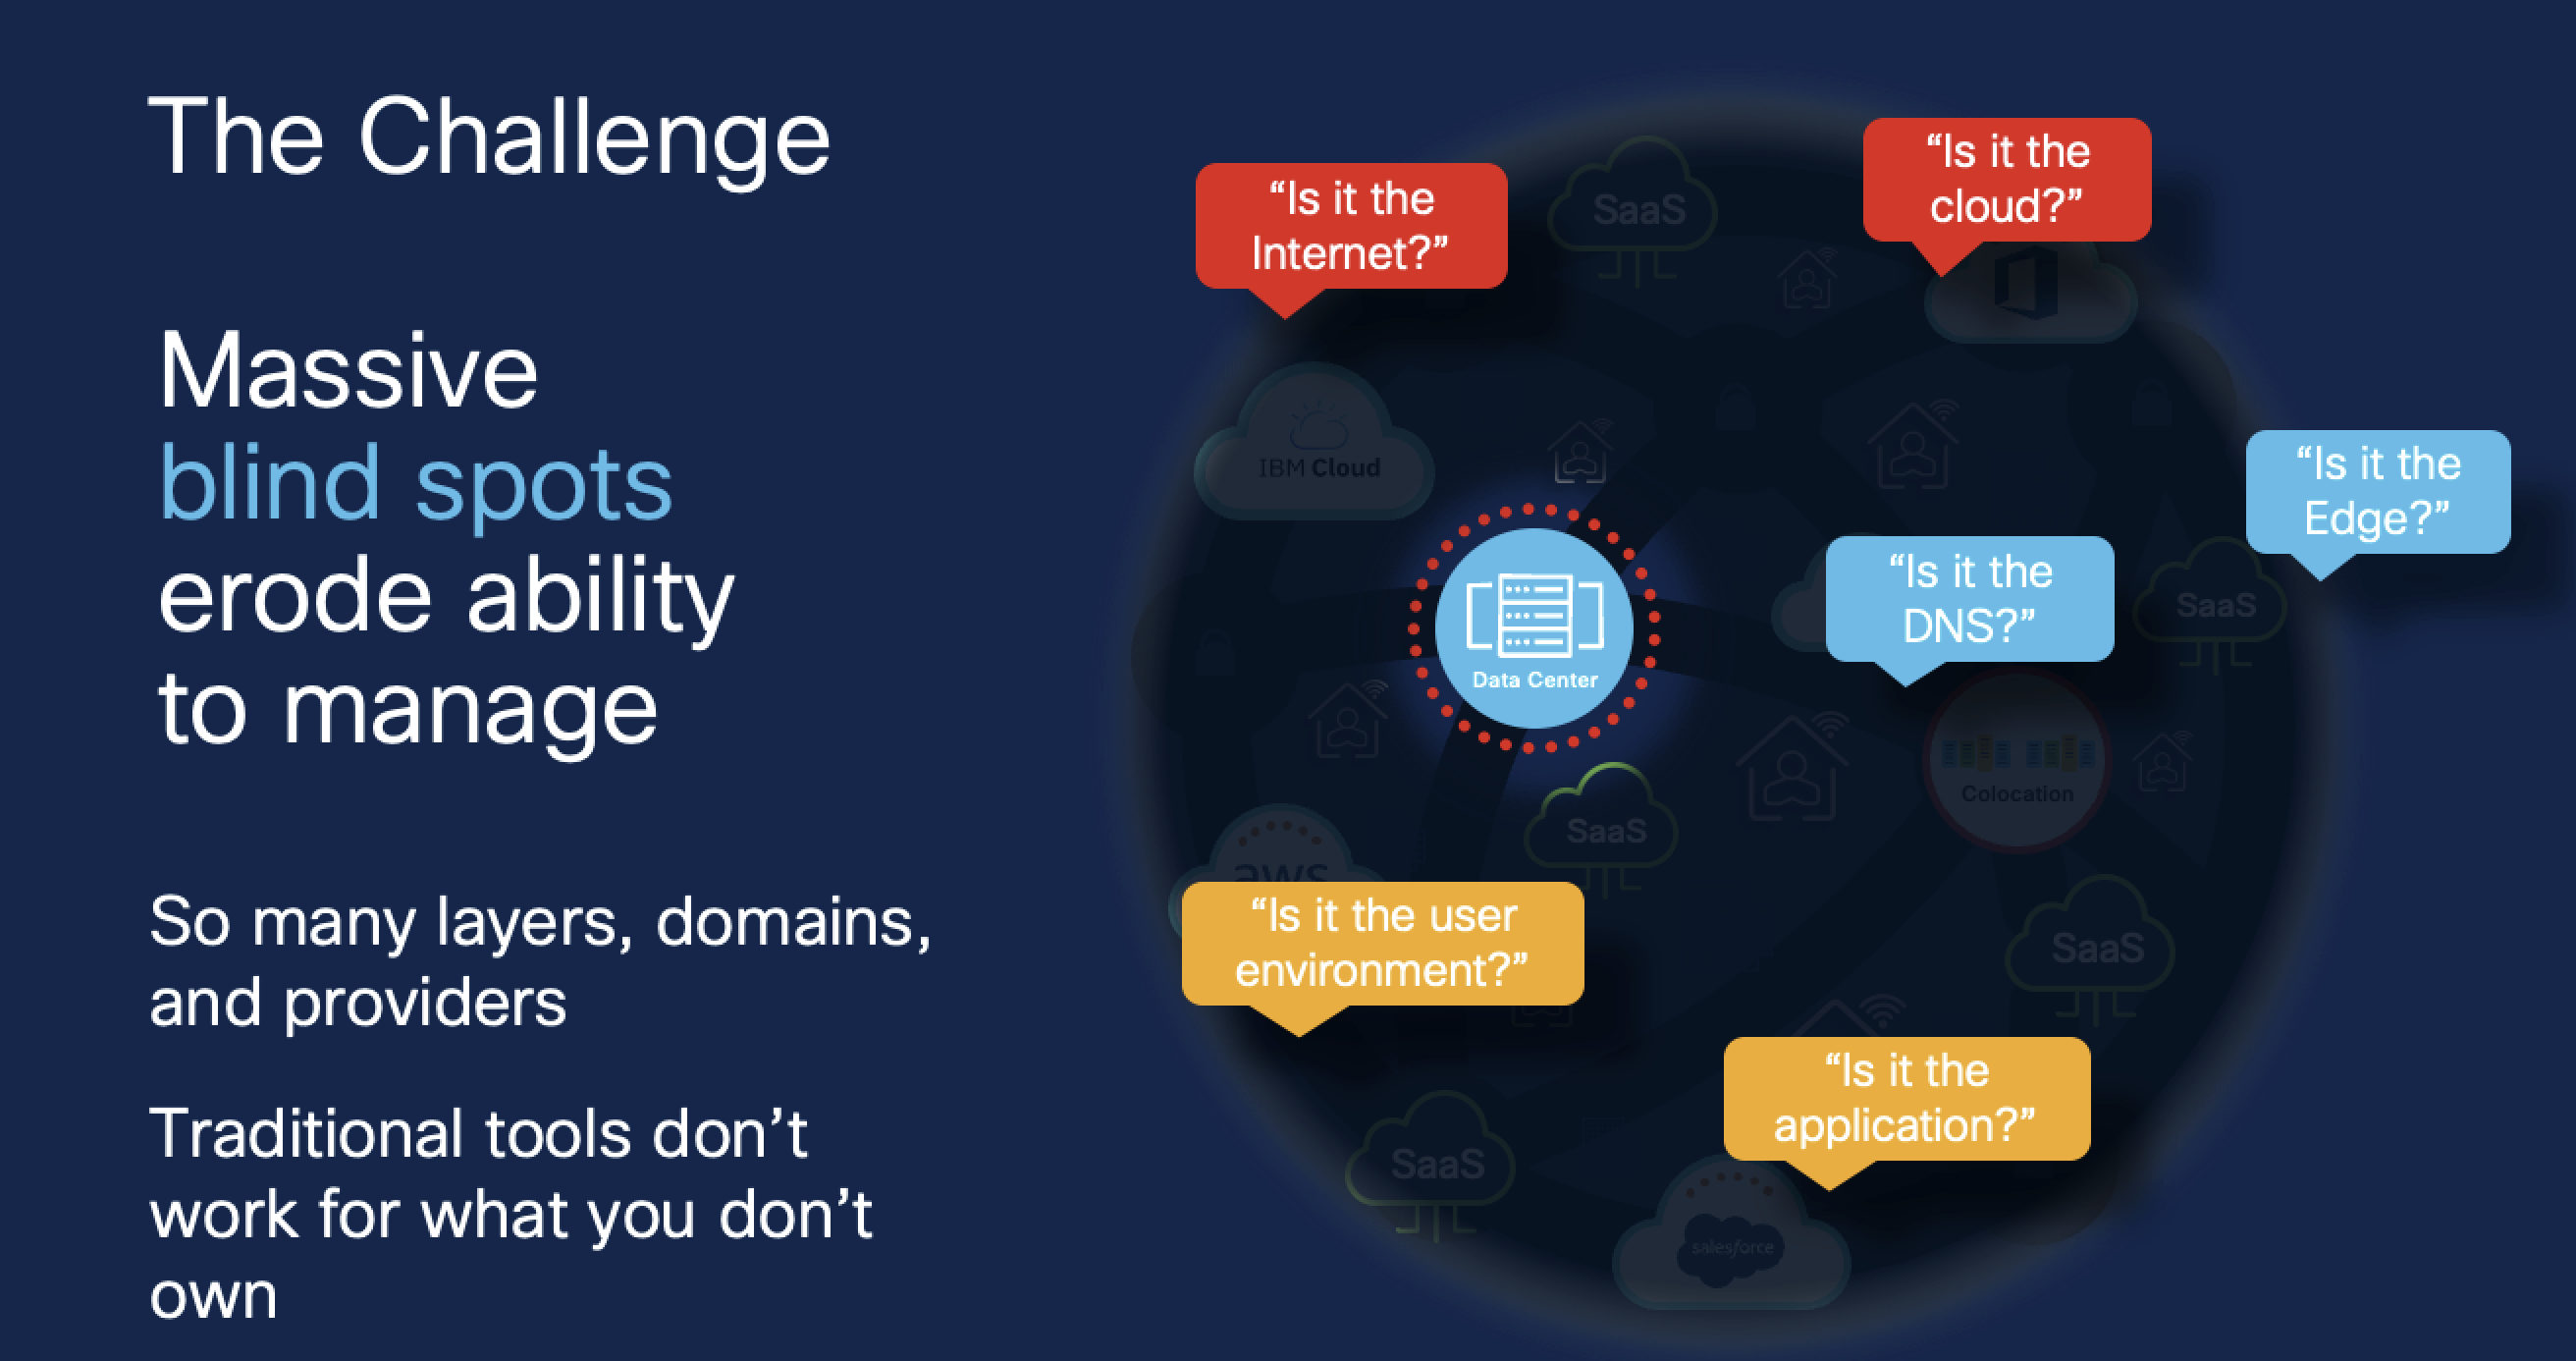 The Challenge
Massive
blind spots
erode ability
to manage
So many layers, domains,
and providers
Traditional tools don’t
work for what you don’t
own
“Is it the
Internet?”
SaaS
“Is it the
cloud?”
IBM Cloud
“Is it the
Edge?”
Data Center
“Is it the
DNS?”
SaaS
Colocation
SaaS
aws
“Is it the user
environment?”
SaaS
“Is it the
application?”
SaaS
salesforce